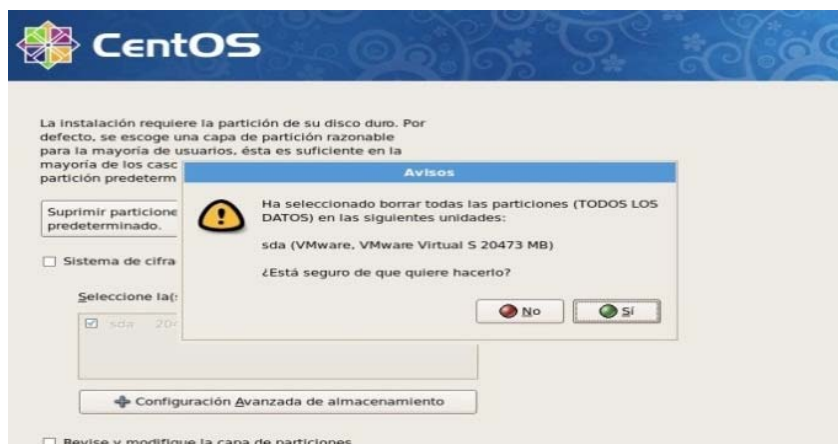 CentOS
La instalación requiere la partición de su disco duro. Por
defecto, se escoge una capa de partición razonable
para la mayoría de usuarios, ésta es suficiente en la
mayoría de los casc
partición predeterm
Avisos
Ha seleccionado borrar todas las particiones (TODOS LOS
DATOS) en las siguientes unidades:
sda (VMware, VMware Virtual S 20473 MB)
¿Está seguro de que quiere hacerlo?
No
Sí
Suprimir particione
predeterminado.
Sistema de cifra
Seleccione la(
sda 204
Configuración Avanzada de almacenamiento
Revise y modifique la capa de particiones